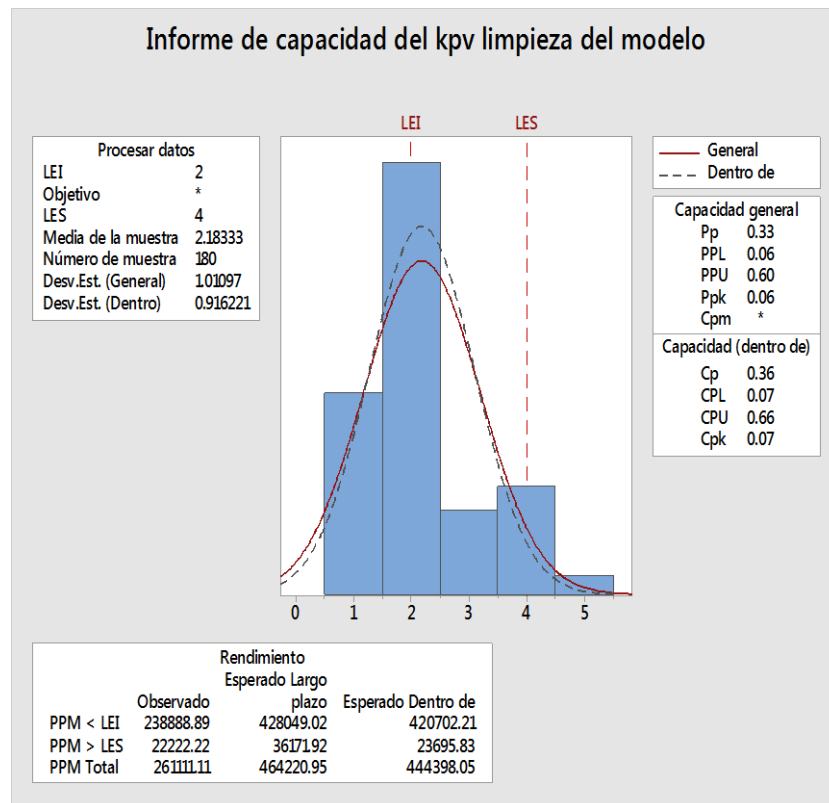 Informe de capacidad del kpv limpieza del modelo
LEI LES
Procesar datos
LEI 2
Objetivo *
LES 4
Media de la muestra 2.18333
Número de muestra 180
Desv.Est. (General) 1.01097
Desv.Est. (Dentro) 0.916221
General
Dentro de
Capacidad general
Pp 0.33
PPL 0.06
PPU 0.60
Ppk 0.06
Cpm *
Capacidad (dentro de)
Cp 0.36
CPL 0.07
CPU 0.66
Cpk 0.07
0 1 2 3 4 5
Rendimiento
Esperado Largo
Observado plazo Esperado Dentro de
PPM < LEI 238888.89 428049.02 420702.21
PPM > LES 22222.22 36171.92 23695.83
PPM Total 261111.11 464220.95 444398.05